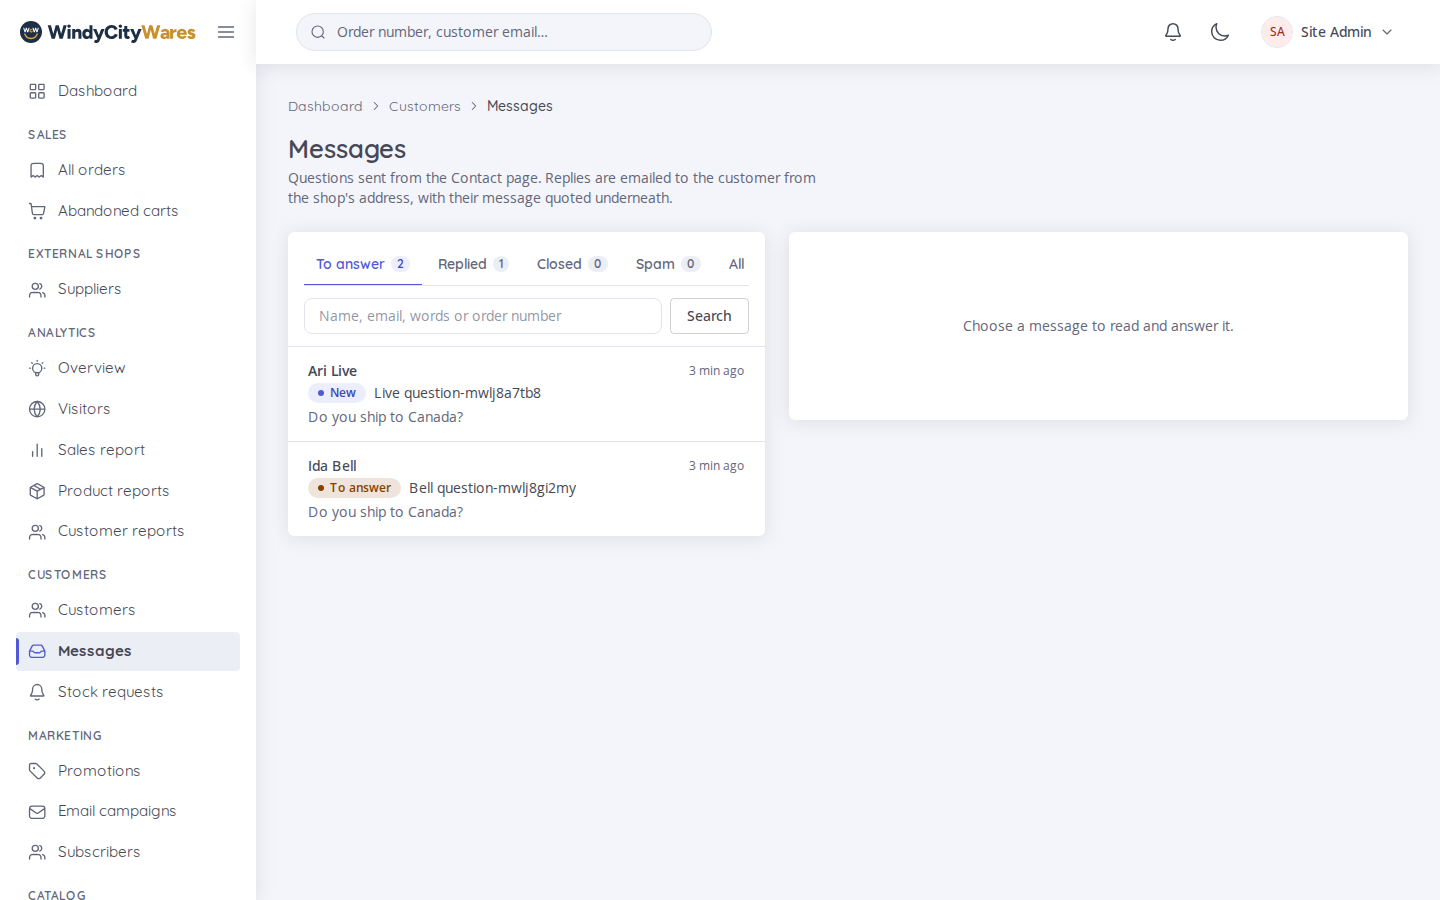 WindyCityWares
Order number, customer email...
SA
Site Admin
Dashboard
SALES
All orders
Abandoned carts
EXTERNAL SHOPS
Suppliers
ANALYTICS
Overview
Visitors
Sales report
Product reports
Customer reports
CUSTOMERS
Customers
Messages
Stock requests
MARKETING
Promotions
Email campaigns
Subscribers
CATALOG
Dashboard > Customers > Messages
Messages
Questions sent from the Contact page. Replies are emailed to the customer from
the shop's address, with their message quoted underneath.
To answer 2 Replied 1 Closed 0 Spam 0 All
Name, email, words or order number
Search
Ari Live 3 min ago
New Live question-mwlj8a7tb8
Do you ship to Canada?
Ida Bell 3 min ago
To answer Bell question-mwlj8gi2my
Do you ship to Canada?
Choose a message to read and answer it.